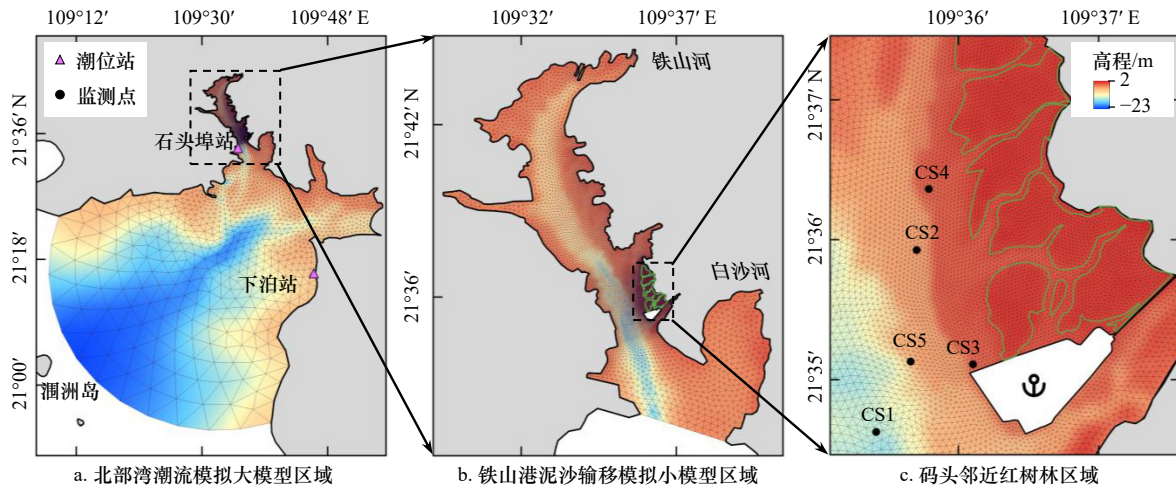 109°12′ E
109°30′
109°48′ E
109°32′
109°37′ E
109°36′
109°37′ E
潮位站
监测点
石头埠站
下泊站
涠洲岛
21°36′ N
21°18′
21°00′
a. 北部湾潮流模拟大模型区域
铁山河
白沙河
21°42′ N
21°36′
b. 铁山港泥沙输移模拟小模型区域
高程/m
2
−23
CS4
CS2
CS5
CS3
CS1
21°37′ N
21°36′
21°35′
c. 码头邻近红树林区域